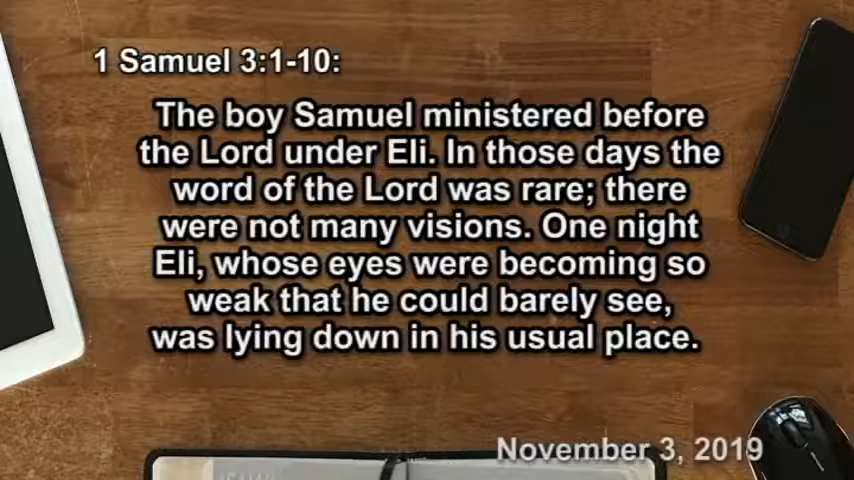 1 Samuel 3:1-10:
The boy Samuel ministered before
the Lord under Eli. In those days the
word of the Lord was rare; there
were not many visions. One night
Eli, whose eyes were becoming so
weak that he could barely see,
was lying down in his usual place.
November 3, 2019